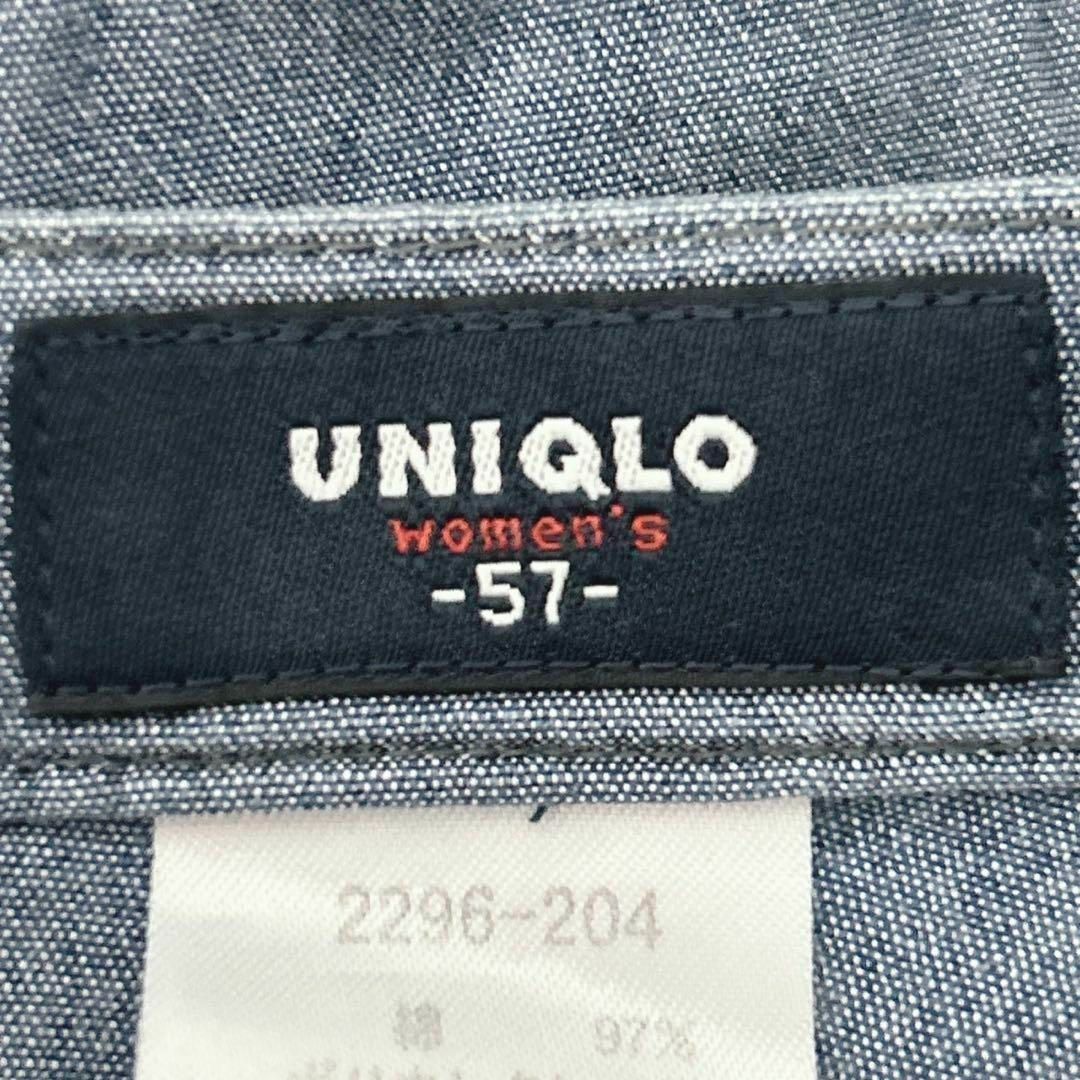 UNIQLO
women's
-57-
2296-204
綿 97%